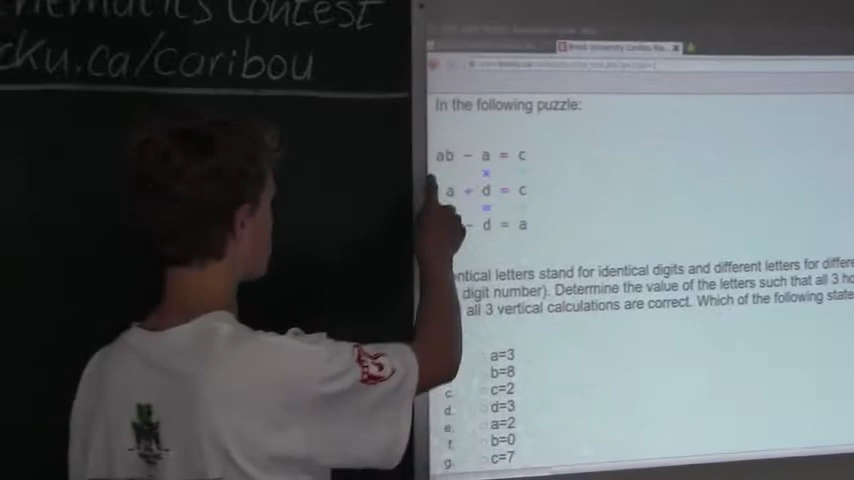 Contest
cku.ca/caribou
In the following puzzle:
ab - a = c
x
a + d = c
=
- d = a
ntical letters stand for identical digits and different letters for differe
digit number). Determine the value of the letters such that all 3 ho
all 3 vertical calculations are correct. Which of the following state
a=3
b=8
c. c=2
d. d=3
e. a=2
f. b=0
g. c=7